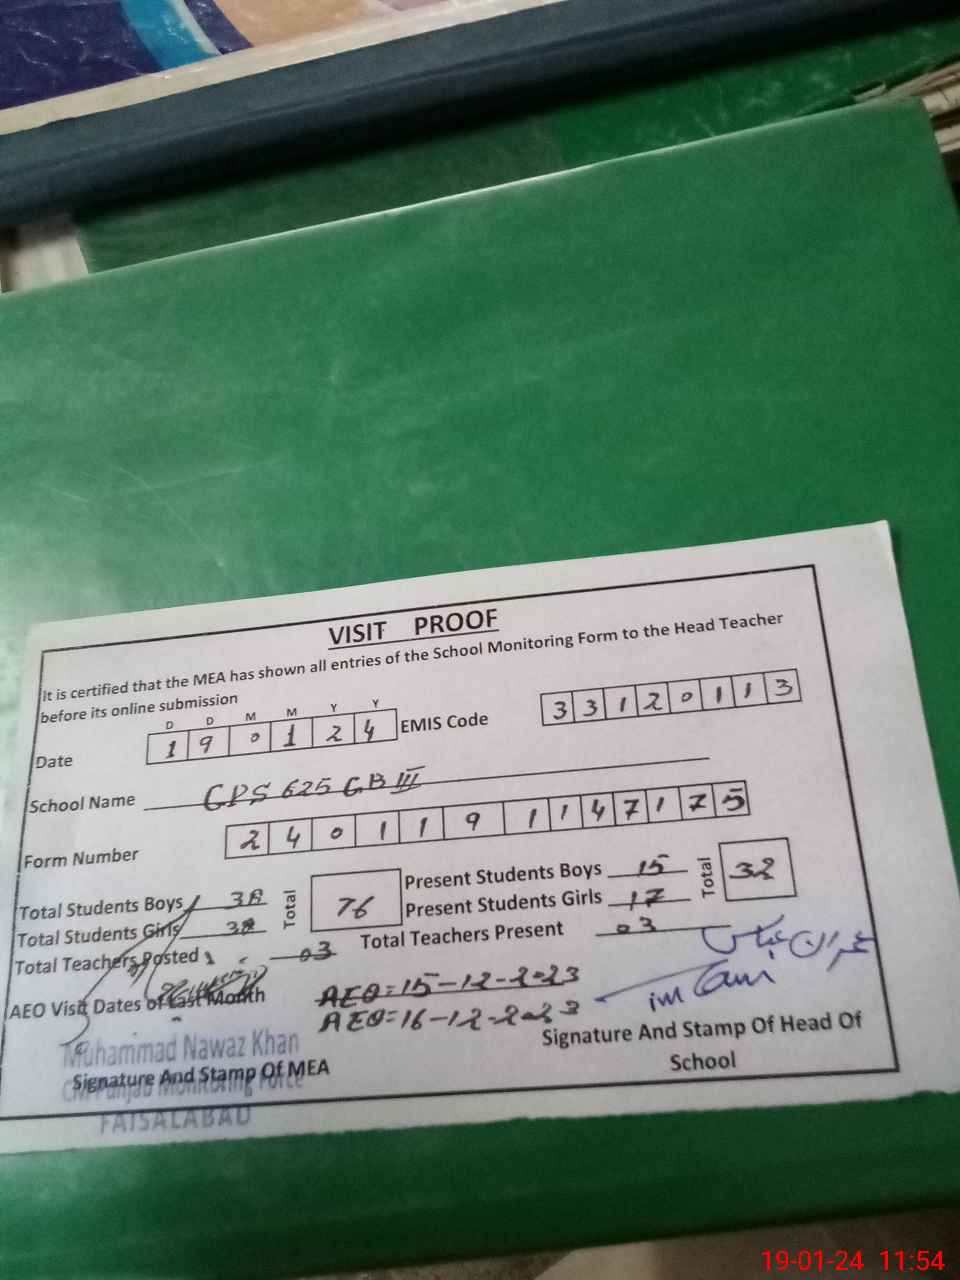 VISIT PROOF
It is certified that the MEA has shown all entries of the School Monitoring Form to the Head Teacher
before its online submission
D D M M Y Y
Date 1 9 0 1 2 4 EMIS Code 3 3 1 2 0 1 1 3
School Name GPS 625 GB III
Form Number 2 4 0 1 1 9 1 1 4 7 1 7 5
Total Students Boys 38 Total 76 Present Students Boys 15 Total 32
Total Students Girls 38 Present Students Girls 17
Total Teachers Posted 03 Total Teachers Present 03
AEO Visit Dates of Last Month AEO=15-12-2023
AEO=16-12-2023
Muhammad Nawaz Khan
Signature And Stamp Of MEA
Signature And Stamp Of Head Of
School
CM Punjab Monitoring Force
FAISALABAD
19-01-24 11:54